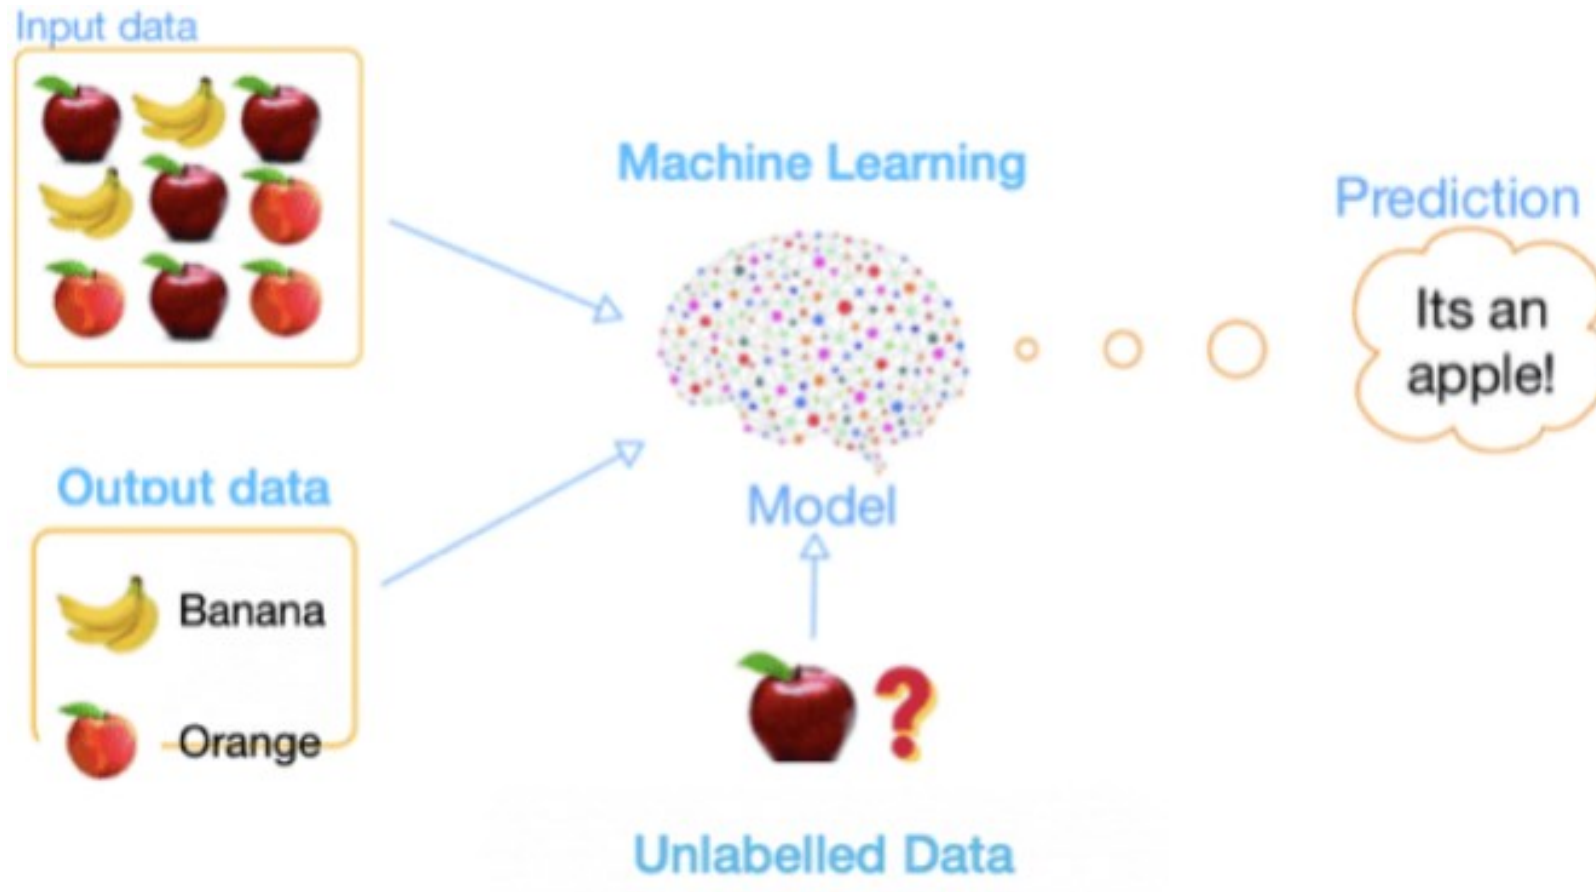 Input data
Machine Learning
Prediction
Its an
apple!
Output data
Model
Banana
Orange
?
Unlabelled Data